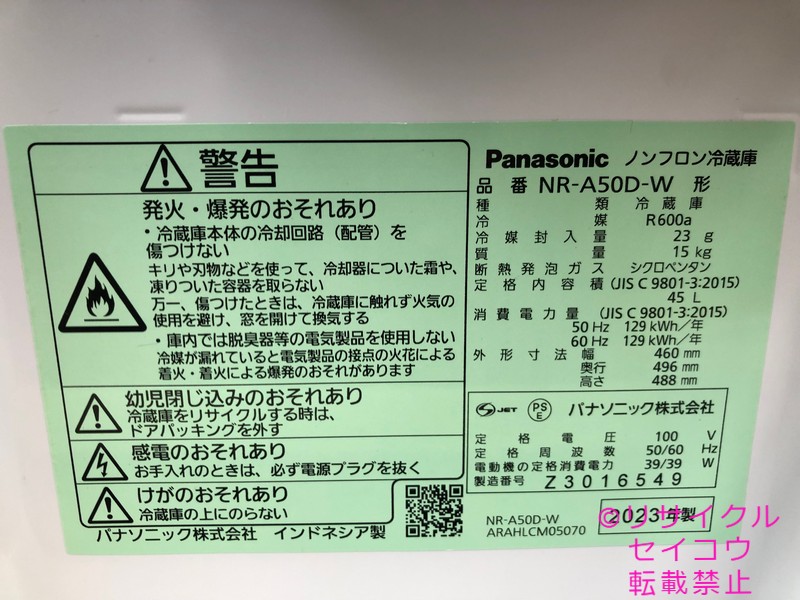 警告
発火・爆発のおそれあり
・冷蔵庫本体の冷却回路（配管）を
傷つけない
キリや刃物などを使って、冷却器についた霜や、
凍りついた容器を取らない
万一、傷つけたときは、冷蔵庫に触れず火気の
使用を避け、窓を開けて換気する
・庫内では脱臭器等の電気製品を使用しない
冷媒が漏れていると電気製品の接点の火花による
着火・着火による爆発のおそれがあります
幼児閉じ込みのおそれあり
冷蔵庫をリサイクルする時は、
ドアパッキングを外す
感電のおそれあり
お手入れのときは、必ず電源プラグを抜く
けがのおそれあり
冷蔵庫の上にのらない
パナソニック株式会社 インドネシア製
Panasonic ノンフロン冷蔵庫
品番 NR-A50D-W 形
種類 冷蔵庫
冷媒 R600a
冷媒封入量 23 g
質量 15 kg
断熱発泡ガス シクロペンタン
定格内容積 (JIS C 9801-3:2015)
45 L
消費電力量 (JIS C 9801-3:2015)
50 Hz 129 kWh/年
60 Hz 129 kWh/年
外形寸法 幅 460 mm
奥行 496 mm
高さ 488 mm
JET PS E パナソニック株式会社
定格電圧 100 V
定格周波数 50/60 Hz
電動機の定格消費電力 39/39 W
製造番号 Z3016549
NR-A50D-W
ARAHLCM05070
2023年製
©リサイクル
セイコウ
転載禁止